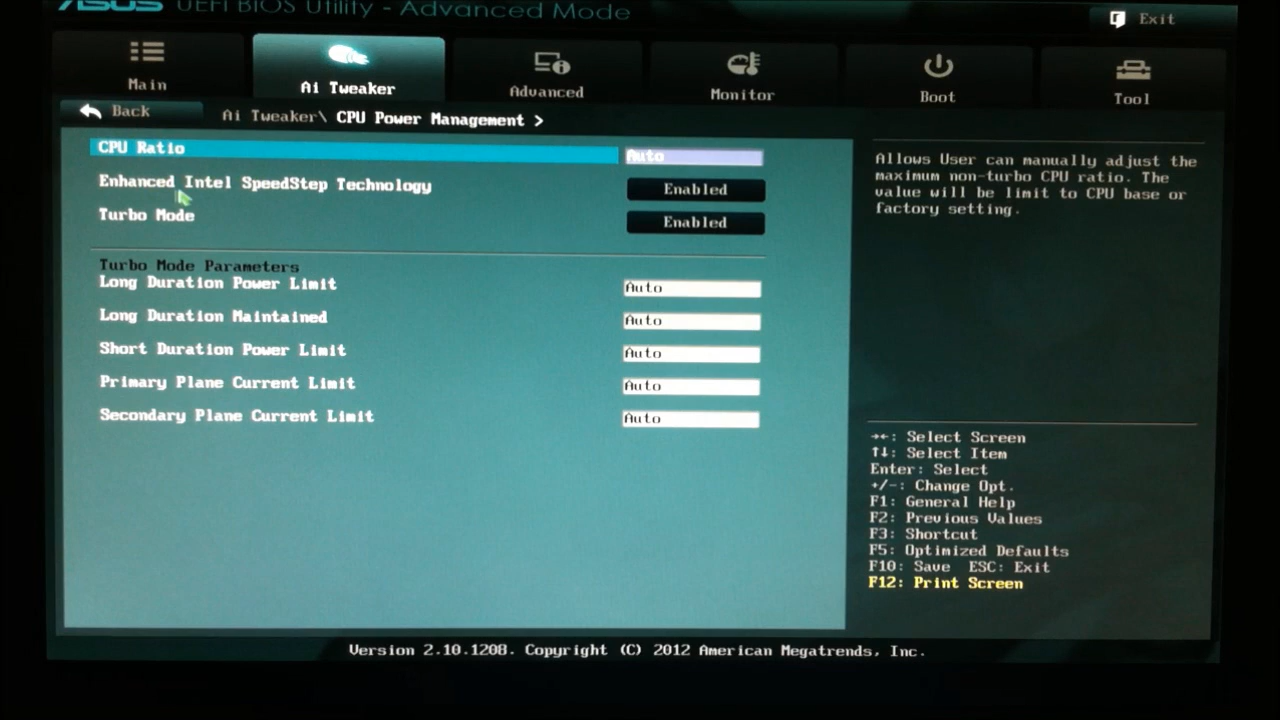 ASUS UEFI BIOS Utility - Advanced Mode
Exit
Main
Ai Tweaker
Advanced
Monitor
Boot
Tool
Back
Ai Tweaker\ CPU Power Management >
CPU Ratio Auto
Enhanced Intel SpeedStep Technology Enabled
Turbo Mode Enabled
Turbo Mode Parameters
Long Duration Power Limit Auto
Long Duration Maintained Auto
Short Duration Power Limit Auto
Primary Plane Current Limit Auto
Secondary Plane Current Limit Auto
Allows User can manually adjust the
maximum non-turbo CPU ratio. The
value will be limit to CPU base or
factory setting.
→←: Select Screen
↑↓: Select Item
Enter: Select
+/-: Change Opt.
F1: General Help
F2: Previous Values
F3: Shortcut
F5: Optimized Defaults
F10: Save ESC: Exit
F12: Print Screen
Version 2.10.1208. Copyright (C) 2012 American Megatrends, Inc.